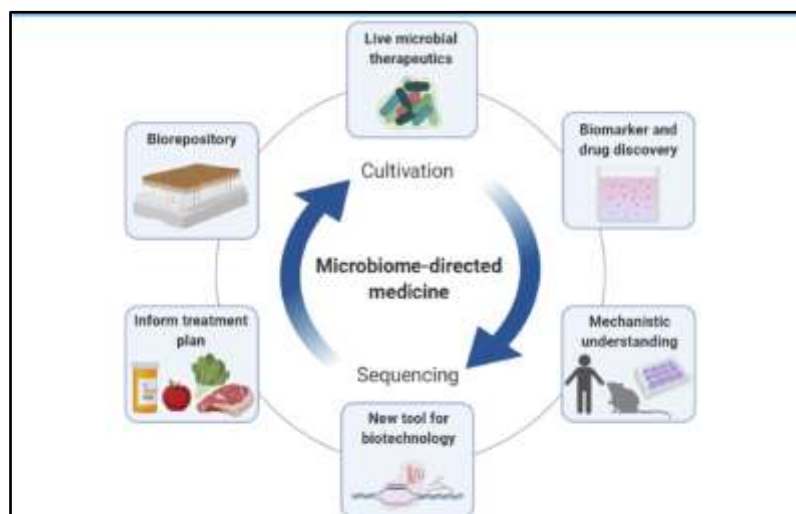 Live microbial
therapeutics
Biorepository
Biomarker and
drug discovery
Cultivation
Microbiome-directed
medicine
Inform treatment
plan
Mechanistic
understanding
Sequencing
New tool for
biotechnology